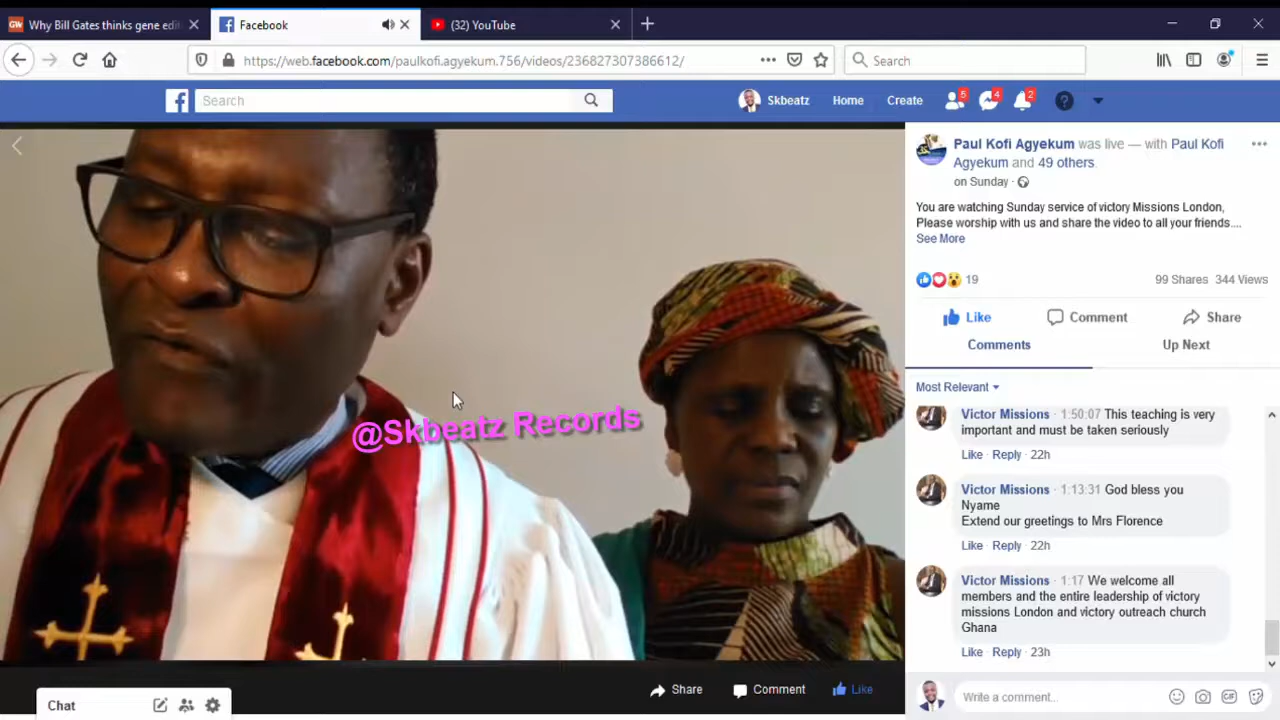 GW Why Bill Gates thinks gene edi
Facebook
(32) YouTube
https://web.facebook.com/paulkofi.agyekum.756/videos/236827307386612/
Search
Search
Skbeatz
Home
Create
5
4
2
Paul Kofi Agyekum was live — with Paul Kofi
Agyekum and 49 others.
on Sunday
You are watching Sunday service of victory Missions London,
Please worship with us and share the video to all your friends....
See More
19
99 Shares 344 Views
Like
Comment
Share
Comments
Up Next
Most Relevant
Victor Missions · 1:50:07 This teaching is very
important and must be taken seriously
Like · Reply · 22h
Victor Missions · 1:13:31 God bless you
Nyame
Extend our greetings to Mrs Florence
Like · Reply · 22h
Victor Missions · 1:17 We welcome all
members and the entire leadership of victory
missions London and victory outreach church
Ghana
Like · Reply · 23h
Write a comment...
@Skbeatz Records
Share
Comment
Like
Chat